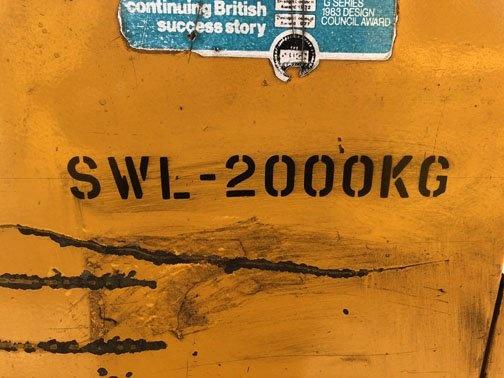 continuing British
success story
G SERIES
1983 DESIGN
COUNCIL AWARD
SWL-2000KG